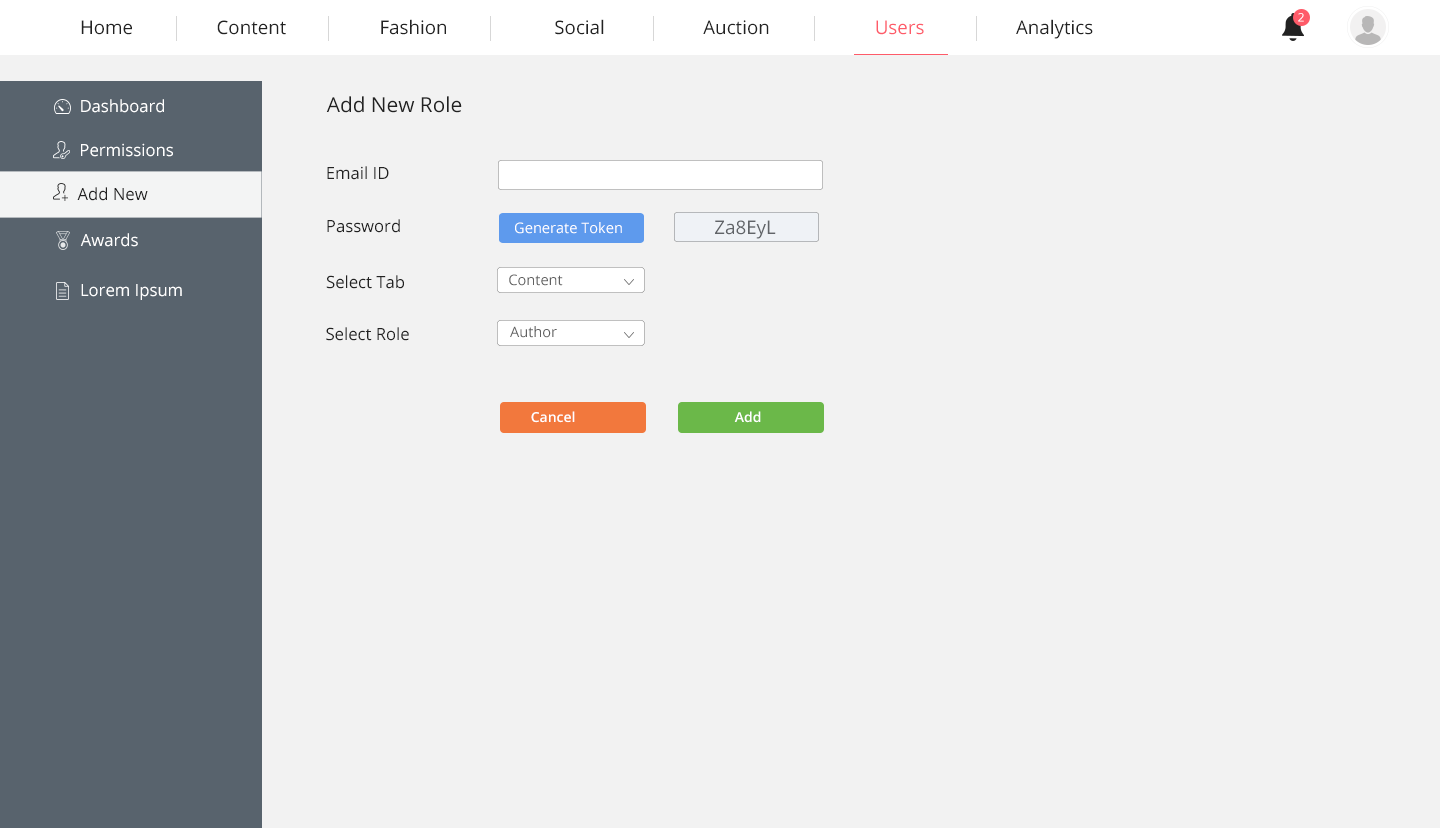 Home Content Fashion Social Auction Users Analytics 2
Dashboard
Permissions
Add New
Awards
Lorem Ipsum
Add New Role
Email ID
Password Generate Token Za8EyL
Select Tab Content
Select Role Author
Cancel Add